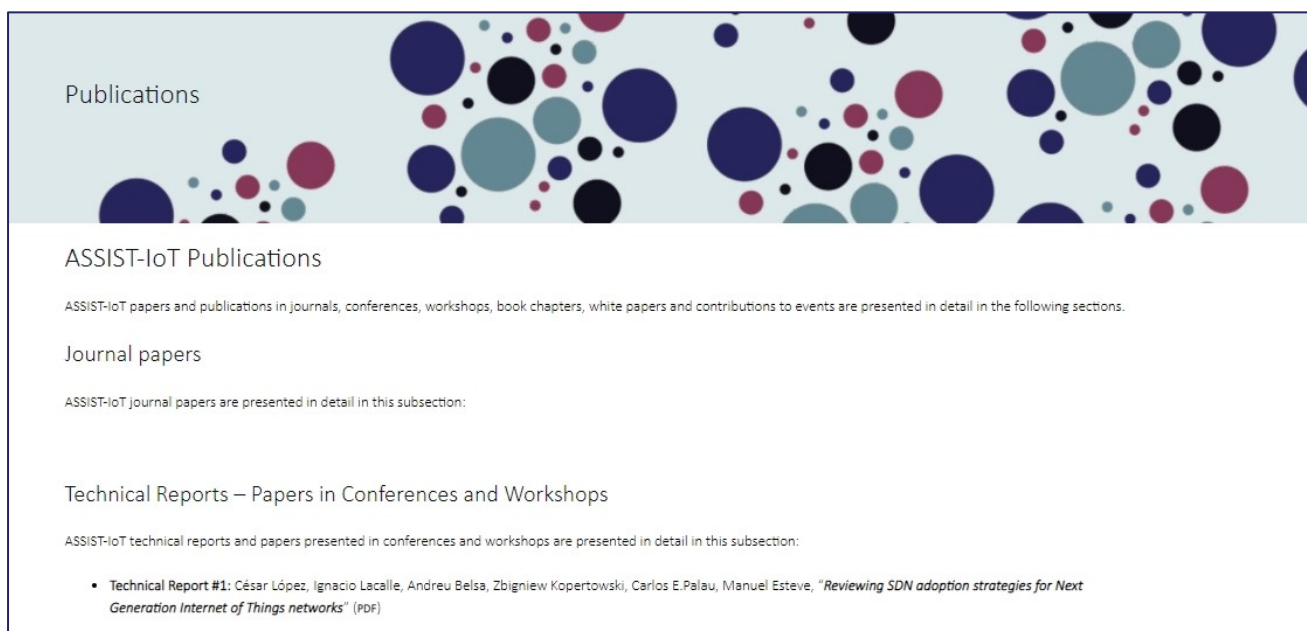 Publications
ASSIST-IoT Publications
ASSIST-IoT papers and publications in journals, conferences, workshops, book chapters, white papers and contributions to events are presented in detail in the following sections.
Journal papers
ASSIST-IoT journal papers are presented in detail in this subsection:
Technical Reports – Papers in Conferences and Workshops
ASSIST-IoT technical reports and papers presented in conferences and workshops are presented in detail in this subsection:
• Technical Report #1: César López, Ignacio Lacalle, Andreu Belsa, Zbigniew Kopertowski, Carlos E.Palau, Manuel Esteve, “Reviewing SDN adoption strategies for Next
Generation Internet of Things networks” (PDF)